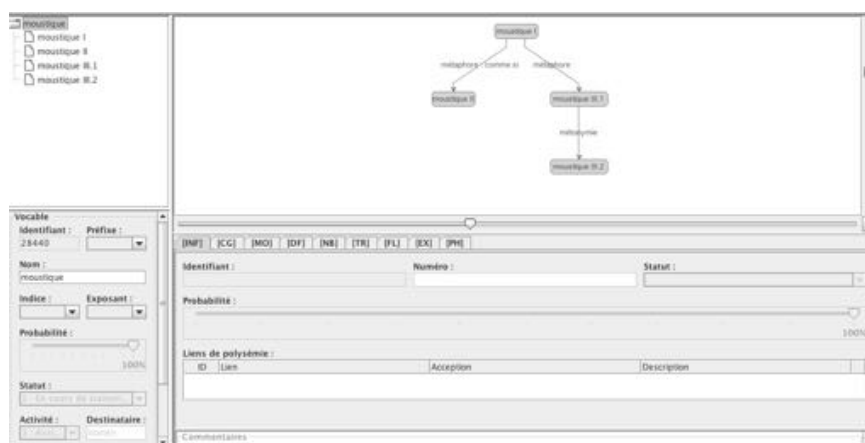 moustique
moustique I
moustique II
moustique III.1
moustique III.2
moustique I
métaphore : comme si
métaphore
moustique II
moustique III.1
métonymie
moustique III.2
Vocable
Identifiant : Préfixe :
28440
Nom :
moustique
Indice : Exposant :
Probabilité :
100%
Statut :
Activité : Destinataire :
[INF] [CG] [MO] [DF] [NB] [TR] [FL] [EX] [PH]
Identifiant : Numéro : Statut :
Probabilité :
100%
Liens de polysémie :
ID Lien Acception Description
Commentaires